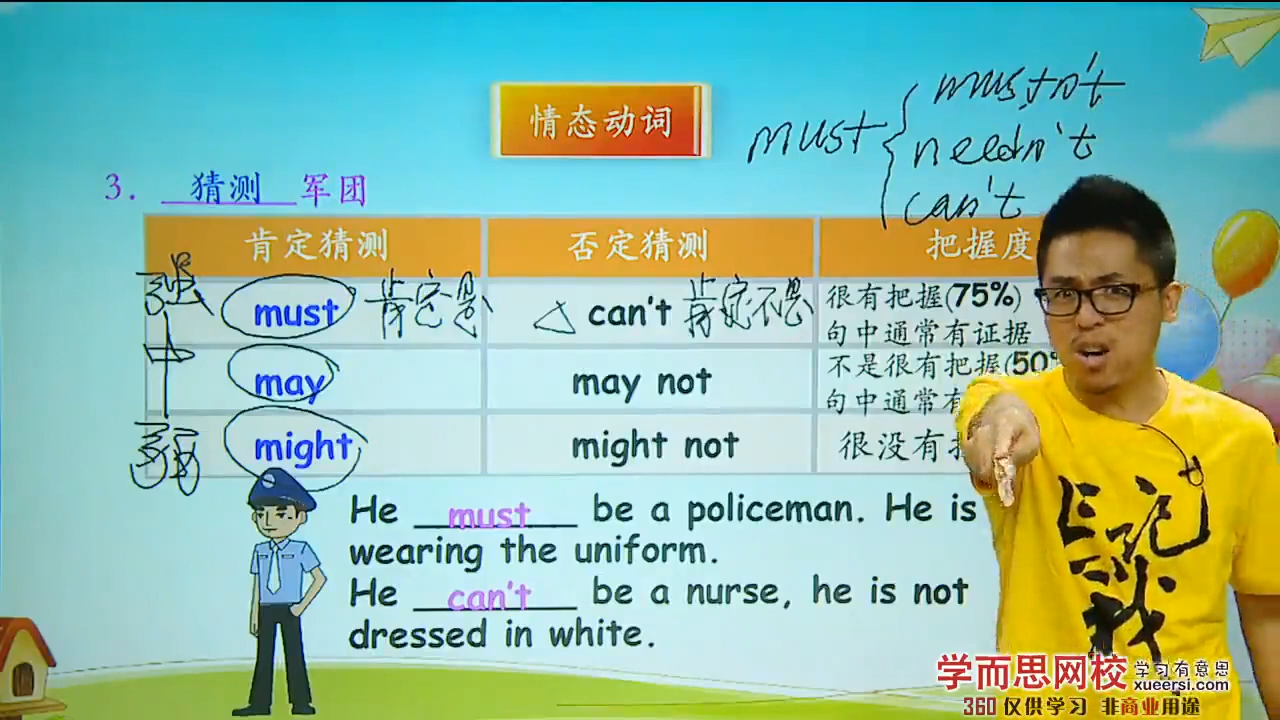 情态动词
must { mustn't
needn't
can't
3. 猜测 军团
肯定猜测 否定猜测 把握度
强 must 肯定是 △ can't 肯定不是 很有把握(75%)
句中通常有证据
中 may may not 不是很有把握(50%
句中通常有
弱 might might not 很没有
He must be a policeman. He is
wearing the uniform.
He can't be a nurse, he is not
dressed in white.
学而思网校 学习有意思
xueersi.com
360 仅供学习 非商业用途